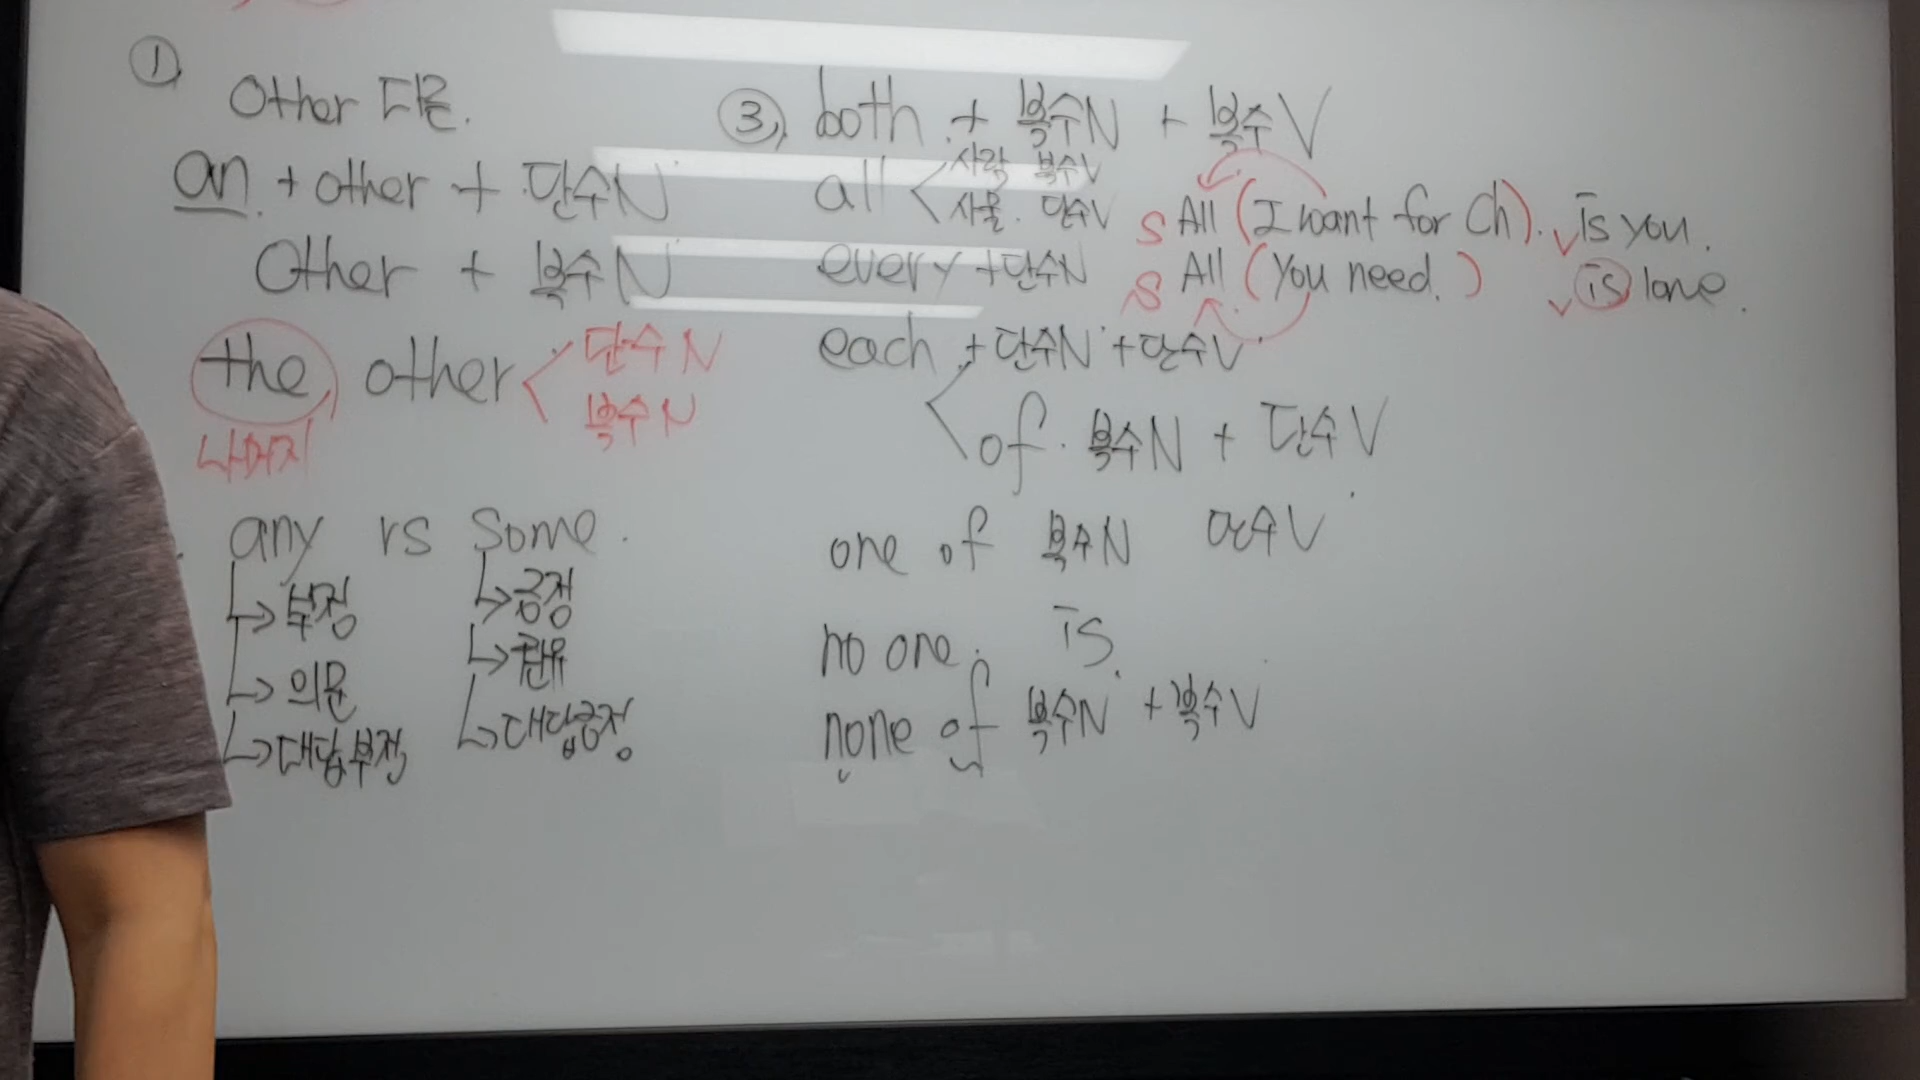 ①
Other 다른.
an + other + 단수N
Other + 복수N
the other < 단수N
복수N
나머지
any vs some.
↳ 부정
↳ 의문
↳ 대답부정
↳ 긍정
↳ 권유
↳ 대답긍정
③ both + 복수N + 복수V
all < 사람 복수V
사물. 단수V
S All (I want for Ch). is you.
every + 단수N
S All (You need.) is love.
each + 단수N + 단수V
of 복수N + 단수V
one of 복수N 단수V
no one. is.
none of 복수N + 복수V